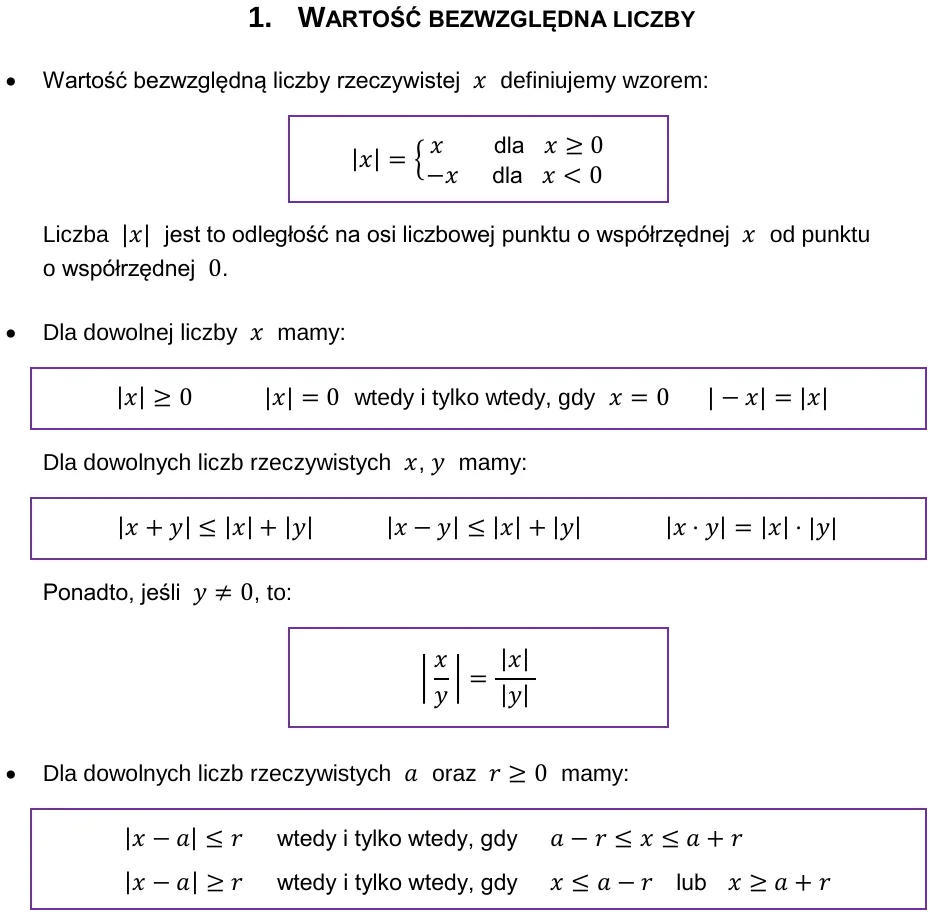 1. WARTOŚĆ BEZWZGLĘDNA LICZBY
• Wartość bezwzględną liczby rzeczywistej x definiujemy wzorem:
|x| = { x dla x ≥ 0
−x dla x < 0
Liczba |x| jest to odległość na osi liczbowej punktu o współrzędnej x od punktu
o współrzędnej 0.
• Dla dowolnej liczby x mamy:
|x| ≥ 0 |x| = 0 wtedy i tylko wtedy, gdy x = 0 |− x| = |x|
Dla dowolnych liczb rzeczywistych x, y mamy:
|x + y| ≤ |x| + |y| |x − y| ≤ |x| + |y| |x · y| = |x| · |y|
Ponadto, jeśli y ≠ 0, to:
|x/y| = |x|/|y|
• Dla dowolnych liczb rzeczywistych a oraz r ≥ 0 mamy:
|x − a| ≤ r wtedy i tylko wtedy, gdy a − r ≤ x ≤ a + r
|x − a| ≥ r wtedy i tylko wtedy, gdy x ≤ a − r lub x ≥ a + r